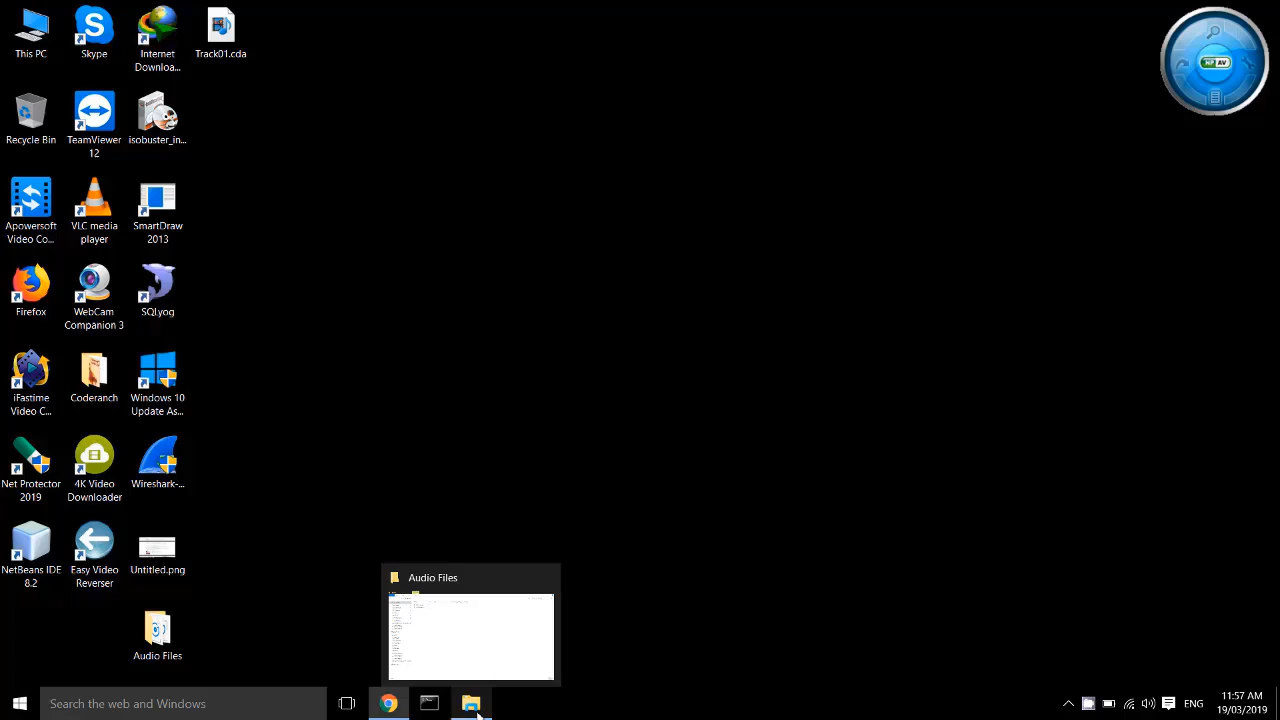 This PC
Skype
Internet
Downloa...
Track01.cda
NP AV
Recycle Bin
TeamViewer
12
isobuster_in...
Apowersoft
Video Co...
VLC media
player
SmartDraw
2013
Firefox
WebCam
Companion 3
SQLyog
iFastime
Video C...
Coderanch
Windows 10
Update As...
Net Protector
2019
4K Video
Downloader
Wireshark-...
NetBeans IDE
8.2
Easy Video
Reverser
Untitled.png
Audio Files
Audio Files
Search the web and Windows
ENG
11:57 AM
19/03/2019